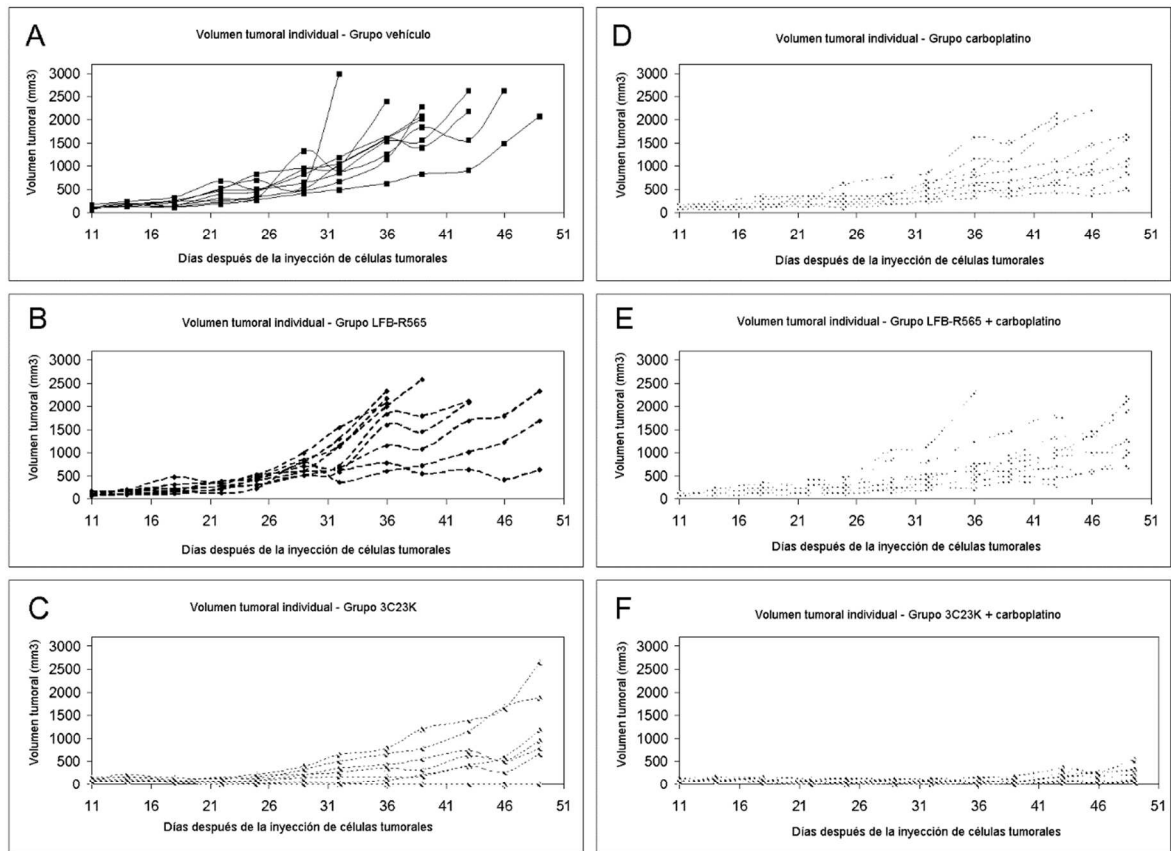 A
Volumen tumoral individual - Grupo vehículo
Volumen tumoral (mm3)
3000
2500
2000
1500
1000
500
0
11 16 21 26 31 36 41 46 51
Días después de la inyección de células tumorales
B
Volumen tumoral individual - Grupo LFB-R565
Volumen tumoral (mm3)
3000
2500
2000
1500
1000
500
0
11 16 21 26 31 36 41 46 51
Días después de la inyección de células tumorales
C
Volumen tumoral individual - Grupo 3C23K
Volumen tumoral (mm3)
3000
2500
2000
1500
1000
500
0
11 16 21 26 31 36 41 46 51
Días después de la inyección de células tumorales
D
Volumen tumoral individual - Grupo carboplatino
Volumen tumoral (mm3)
3000
2500
2000
1500
1000
500
0
11 16 21 26 31 36 41 46 51
Días después de la inyección de células tumorales
E
Volumen tumoral individual - Grupo LFB-R565 + carboplatino
Volumen tumoral (mm3)
3000
2500
2000
1500
1000
500
0
11 16 21 26 31 36 41 46 51
Días después de la inyección de células tumorales
F
Volumen tumoral individual - Grupo 3C23K + carboplatino
Volumen tumoral (mm3)
3000
2500
2000
1500
1000
500
0
11 16 21 26 31 36 41 46 51
Días después de la inyección de células tumorales